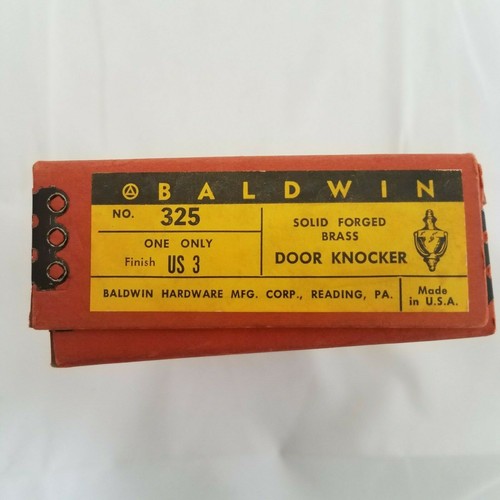 BALDWIN
NO. 325
ONE ONLY
Finish US 3
SOLID FORGED
BRASS
DOOR KNOCKER
BALDWIN HARDWARE MFG. CORP., READING, PA.
Made
in U.S.A.